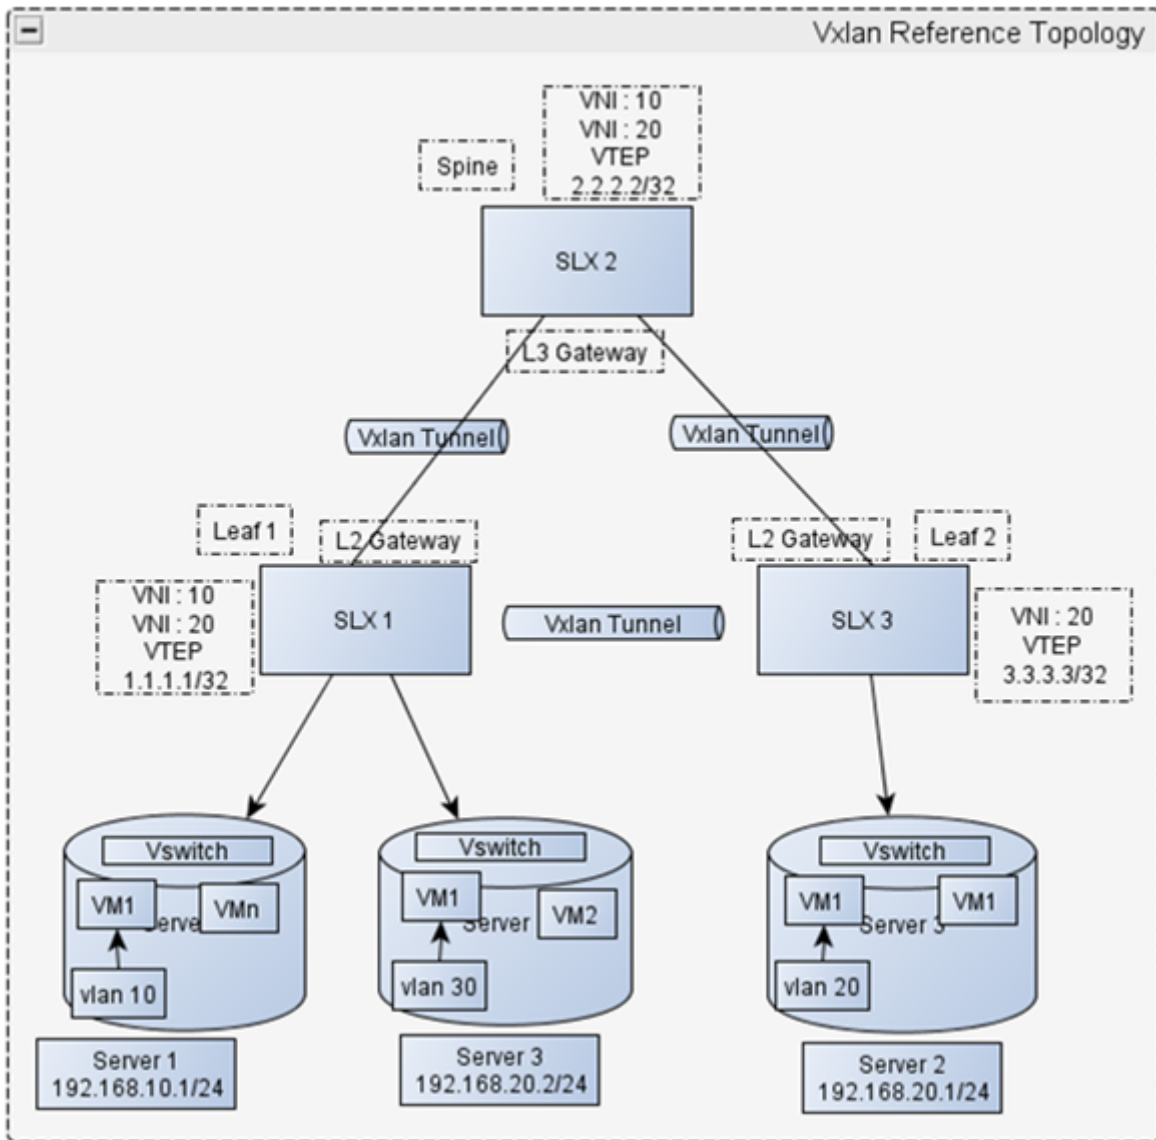 Vxlan Reference Topology
VNI : 10
VNI : 20
VTEP
2.2.2.2/32
Spine
SLX 2
L3 Gateway
Vxlan Tunnel
Vxlan Tunnel
Leaf 1
L2 Gateway
L2 Gateway
Leaf 2
VNI : 10
VNI : 20
VTEP
1.1.1.1/32
SLX 1
Vxlan Tunnel
SLX 3
VNI : 20
VTEP
3.3.3.3/32
Vswitch
VM1
VMn
Server
vlan 10
Server 1
192.168.10.1/24
Vswitch
VM1
VM2
Server
vlan 30
Server 3
192.168.20.2/24
Vswitch
VM1
VM1
Server 3
vlan 20
Server 2
192.168.20.1/24